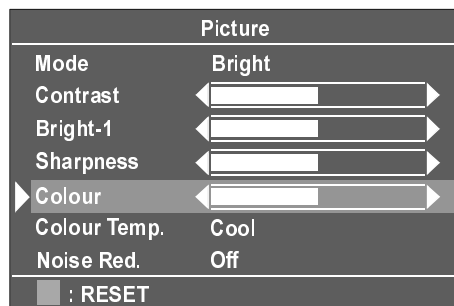 Picture
Mode Bright
Contrast
Bright-1
Sharpness
Colour
Colour Temp. Cool
Noise Red. Off
: RESET